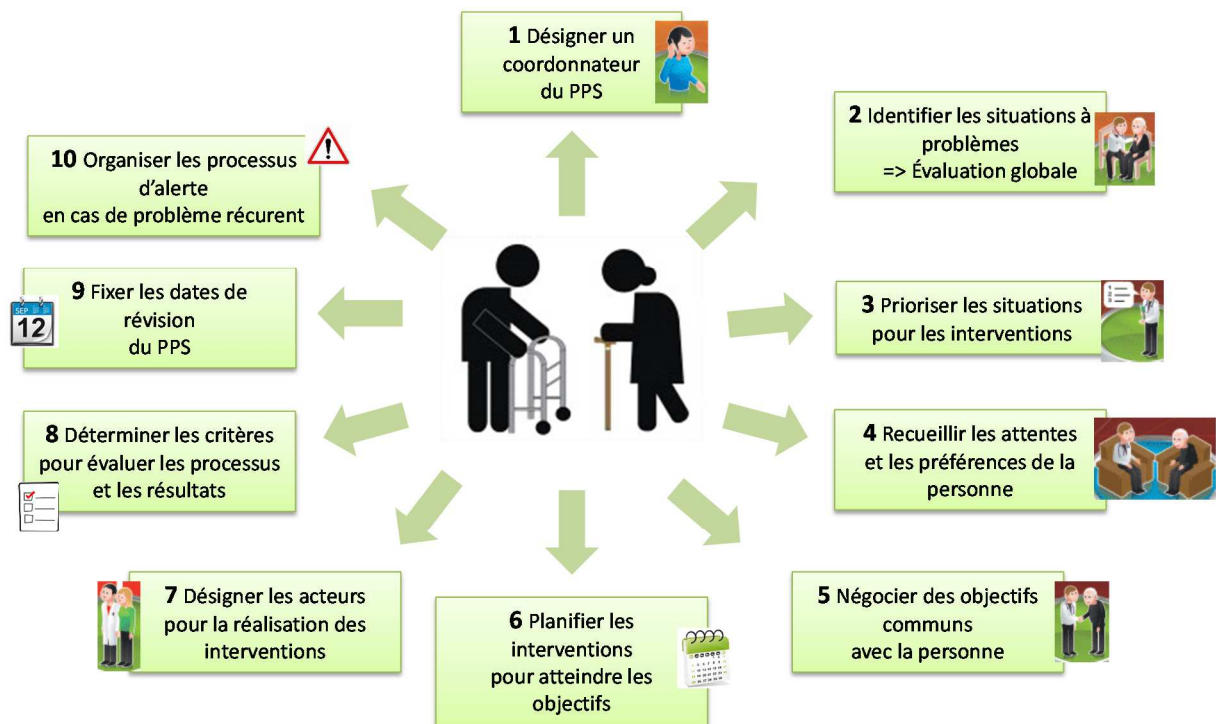 1 Désigner un
coordonnateur
du PPS
2 Identifier les situations à
problèmes
=> Évaluation globale
3 Prioriser les situations
pour les interventions
4 Recueillir les attentes
et les préférences de la
personne
5 Négocier des objectifs
communs
avec la personne
6 Planifier les
interventions
pour atteindre les
objectifs
7 Désigner les acteurs
pour la réalisation des
interventions
8 Déterminer les critères
pour évaluer les processus
et les résultats
9 Fixer les dates de
révision
du PPS
SEP
12
10 Organiser les processus
d’alerte
en cas de problème récurent